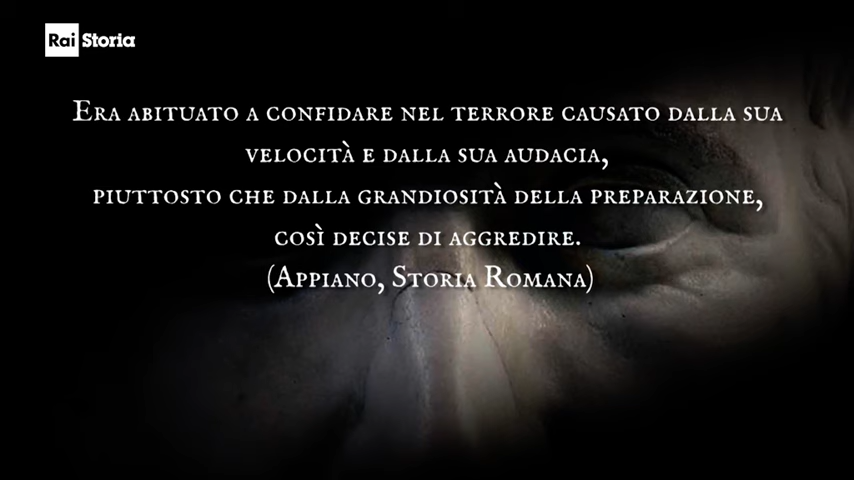 Rai Storia
Era abituato a confidare nel terrore causato dalla sua
velocità e dalla sua audacia,
piuttosto che dalla grandiosità della preparazione,
così decise di aggredire.
(Appiano, Storia Romana)